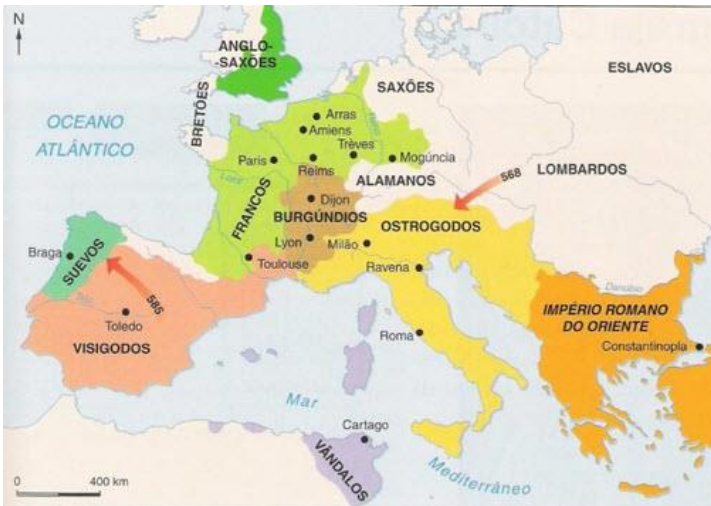 N
ANGLO-
-SAXÕES
ESLAVOS
SAXÕES
BRETÕES
OCEANO
ATLÂNTICO
Arras
Amiens
Trèves
Paris
Reims
Mogúncia
ALAMANOS
568
LOMBARDOS
Loire
FRANCOS
Dijon
BURGÚNDIOS
OSTROGODOS
Lyon
Milão
Braga
SUEVOS
Toulouse
Ravena
Danúbio
585
Toledo
VISIGODOS
IMPÉRIO ROMANO
DO ORIENTE
Roma
Constantinopla
Mar
Cartago
VÂNDALOS
Mediterrâneo
0
400 km